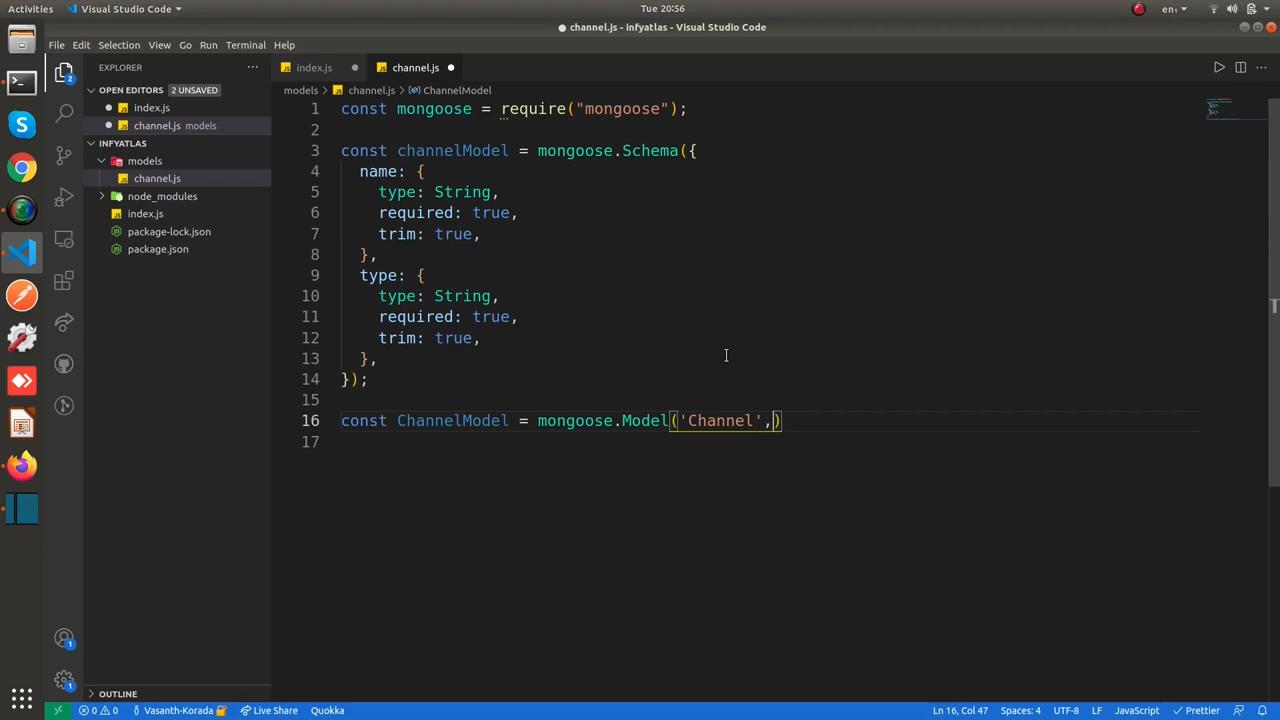 Activities
Visual Studio Code
Tue 20:56
en₁
channel.js - infyatlas - Visual Studio Code
File Edit Selection View Go Run Terminal Help
EXPLORER
OPEN EDITORS 2 UNSAVED
index.js
channel.js models
INFYATLAS
models
channel.js
node_modules
index.js
package-lock.json
package.json
OUTLINE
index.js
channel.js
models > channel.js > ChannelModel
1 const mongoose = require("mongoose");
2
3 const channelModel = mongoose.Schema({
4 name: {
5 type: String,
6 required: true,
7 trim: true,
8 },
9 type: {
10 type: String,
11 required: true,
12 trim: true,
13 },
14 });
15
16 const ChannelModel = mongoose.Model('Channel',)
17
2
1
1
0 0 Vasanth-Korada Live Share Quokka
Ln 16, Col 47 Spaces: 4 UTF-8 LF JavaScript Prettier